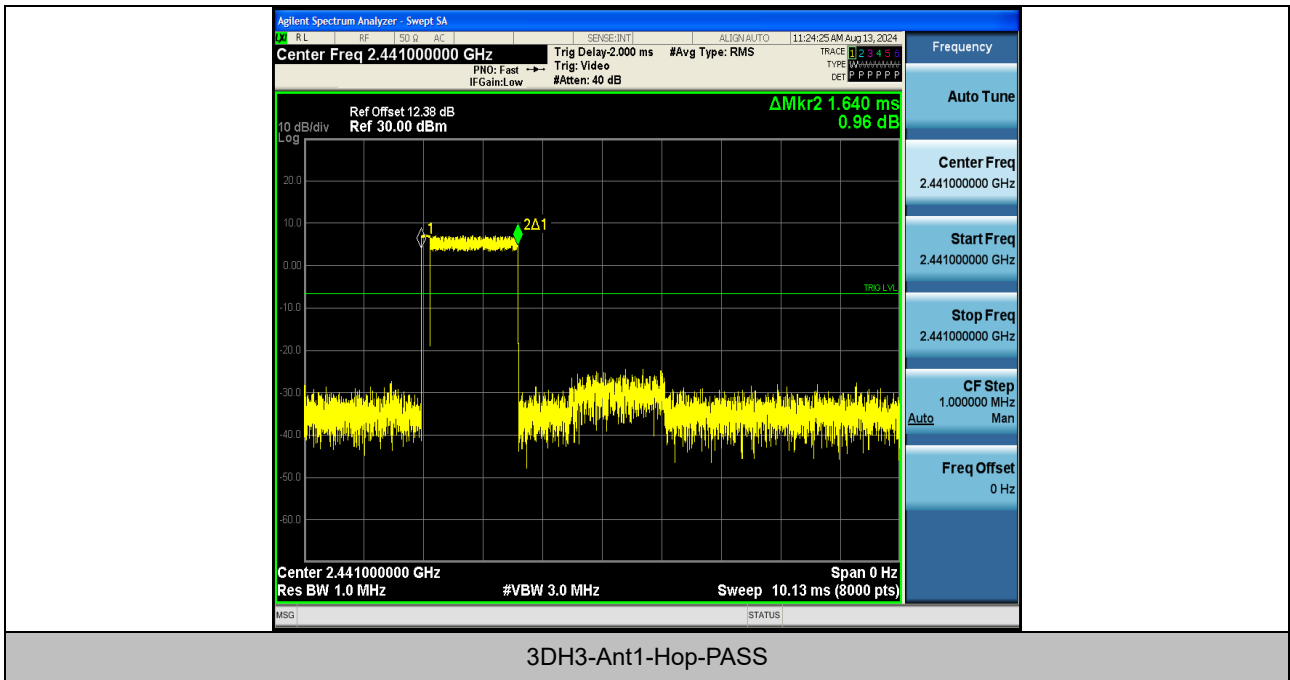 Agilent Spectrum Analyzer - Swept SA
RL RF 50 Ω AC SENSE:INT ALIGN AUTO 11:24:25 AM Aug 13, 2024
Center Freq 2.441000000 GHz
PNO: Fast
IFGain:Low
Trig Delay-2.000 ms
Trig: Video
#Atten: 40 dB
#Avg Type: RMS
TRACE 1 2 3 4 5 6
TYPE
DET P P P P P P
Ref Offset 12.38 dB
10 dB/div Ref 30.00 dBm
Log
ΔMkr2 1.640 ms
0.96 dB
20.0
10.0
0.00
-10.0
-20.0
-30.0
-40.0
-50.0
-60.0
1
2Δ1
TRIG LVL
Center 2.441000000 GHz Span 0 Hz
Res BW 1.0 MHz #VBW 3.0 MHz Sweep 10.13 ms (8000 pts)
MSG STATUS
Frequency
Auto Tune
Center Freq
2.441000000 GHz
Start Freq
2.441000000 GHz
Stop Freq
2.441000000 GHz
CF Step
1.000000 MHz
Auto Man
Freq Offset
0 Hz
3DH3-Ant1-Hop-PASS